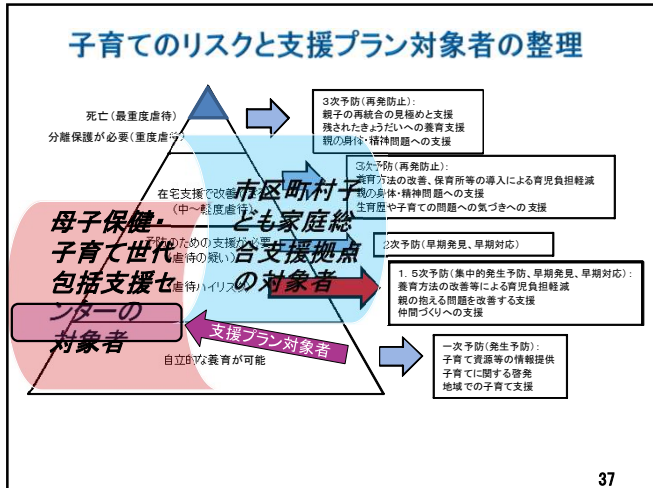 子育てのリスクと支援プラン対象者の整理
死亡（最重度虐待）
分離保護が必要（重度虐待）
在宅支援で改善
（中～軽度虐待）
予防のための支援が必要
虐待の疑い）
虐待ハイリスク
自立的な養育が可能
母子保健・
子育て世代
包括支援セ
ンターの
対象者
市区町村子
ども家庭総
合支援拠点
の対象者
支援プラン対象者
3次予防（再発防止）：
親子の再統合の見極めと支援
残されたきょうだいへの養育支援
親の身体・精神問題への支援
3次予防（再発防止）：
養育方法の改善、保育所等の導入による育児負担軽減
親の身体・精神問題への支援
生育歴や子育ての問題への気づきへの支援
2次予防（早期発見、早期対応）
1.5次予防（集中的発生予防、早期発見、早期対応）：
養育方法の改善等による育児負担軽減
親の抱える問題を改善する支援
仲間づくりへの支援
一次予防（発生予防）：
子育て資源等の情報提供
子育てに関する啓発
地域での子育て支援
37